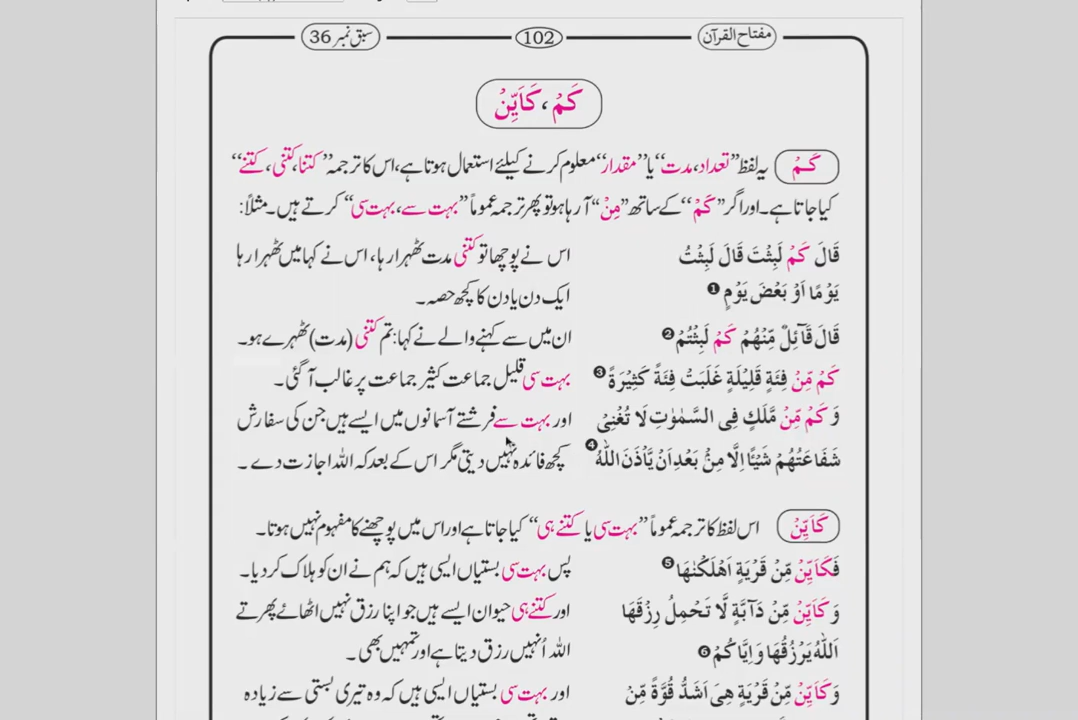 مفتاح القرآن 102 سبق نمبر 36
كَمْ، كَاَيِّنْ
كَمْ یہ لفظ ”تعداد، مدت“ یا ”مقدار“ معلوم کرنے کیلئے استعمال ہوتا ہے، اس کا ترجمہ ”کتنا، کتنی، کتنے“
کیا جاتا ہے۔ اور اگر ”كَمْ“ کے ساتھ ”مِنْ“ آرہا ہو تو پھر ترجمہ عموماً ”بہت سے، بہت سی“ کرتے ہیں۔ مثلاً:
قَالَ كَمْ لَبِثْتَ قَالَ لَبِثْتُ اس نے پوچھا تو کتنی مدت ٹھہرا رہا، اس نے کہا میں ٹھہرا رہا
يَوْمًا اَوْ بَعْضَ يَوْمٍ ❶ ایک دن یا دن کا کچھ حصہ۔
قَالَ قَآئِلٌ مِّنْهُمْ كَمْ لَبِثْتُمْ ❷ ان میں سے کہنے والے نے کہا: تم کتنی (مدت) ٹھہرے ہو۔
كَمْ مِّنْ فِئَةٍ قَلِيْلَةٍ غَلَبَتْ فِئَةً كَثِيْرَةً ❸ بہت سی قلیل جماعت کثیر جماعت پر غالب آگئی۔
وَكَمْ مِّنْ مَّلَكٍ فِى السَّمٰوٰتِ لَا تُغْنِىْ اور بہت سے فرشتے آسمانوں میں ایسے ہیں جن کی سفارش
شَفَاعَتُهُمْ شَيْئًا اِلَّا مِنْۢ بَعْدِ اَنْ يَّاْذَنَ اللّٰهُ ❹ کچھ فائدہ نہیں دیتی مگر اس کے بعد کہ اللہ اجازت دے۔
كَاَيِّنْ اس لفظ کا ترجمہ عموماً ”بہت سی یا کتنے ہی“ کیا جاتا ہے اور اس میں پوچھنے کا مفہوم نہیں ہوتا۔
فَكَاَيِّنْ مِّنْ قَرْيَةٍ اَهْلَكْنٰهَا ❺ پس بہت سی بستیاں ایسی ہیں کہ ہم نے ان کو ہلاک کر دیا۔
وَكَاَيِّنْ مِّنْ دَآبَّةٍ لَّا تَحْمِلُ رِزْقَهَا اور کتنے ہی حیوان ایسے ہیں جو اپنا رزق نہیں اٹھائے پھرتے
اَللّٰهُ يَرْزُقُهَا وَاِيَّاكُمْ ❻ اللہ اُنہیں رزق دیتا ہے اور تمہیں بھی۔
وَكَاَيِّنْ مِّنْ قَرْيَةٍ هِىَ اَشَدُّ قُوَّةً مِّنْ اور بہت سی بستیاں ایسی ہیں کہ وہ تیری بستی سے زیادہ